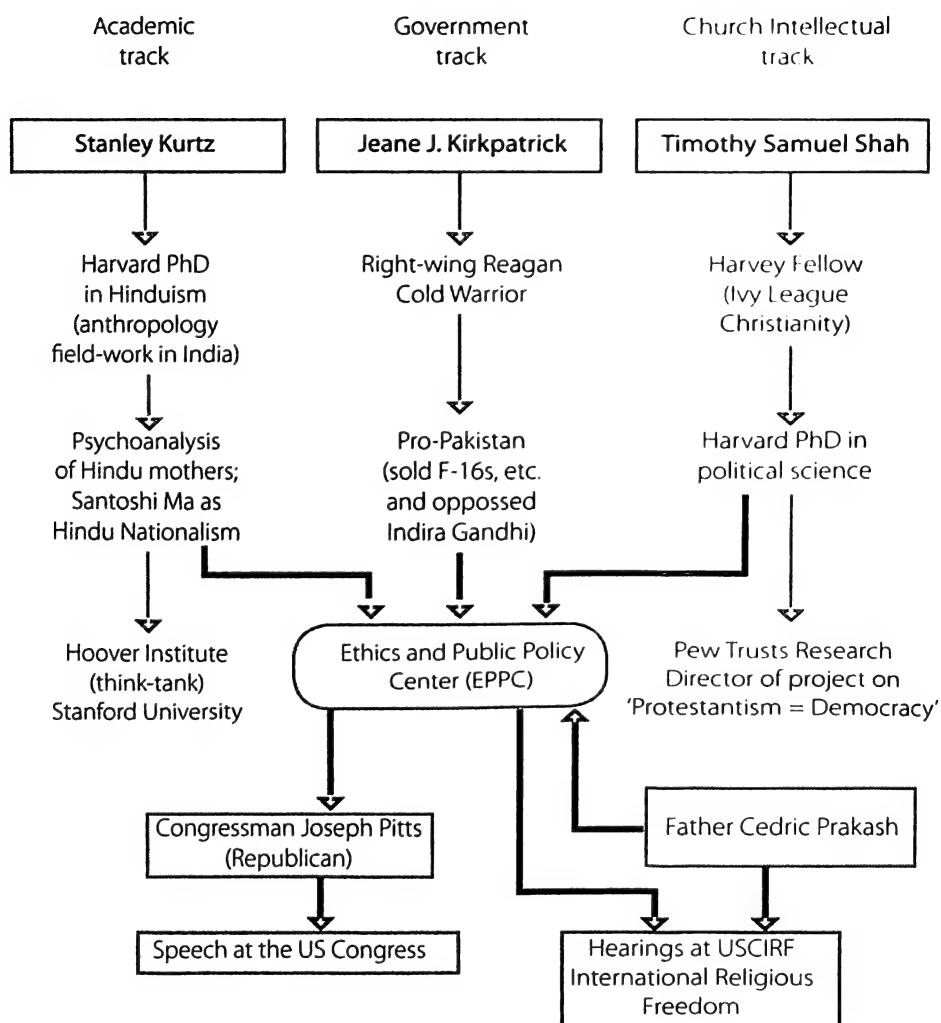 Academic
track
Government
track
Church Intellectual
track
Stanley Kurtz
Jeane J. Kirkpatrick
Timothy Samuel Shah
Harvard PhD
in Hinduism
(anthropology
field-work in India)
Right-wing Reagan
Cold Warrior
Harvey Fellow
(Ivy League
Christianity)
Psychoanalysis
of Hindu mothers;
Santoshi Ma as
Hindu Nationalism
Pro-Pakistan
(sold F-16s, etc.
and oppossed
Indira Gandhi)
Harvard PhD in
political science
Hoover Institute
(think-tank)
Stanford University
Ethics and Public Policy
Center (EPPC)
Pew Trusts Research
Director of project on
'Protestantism = Democracy'
Congressman Joseph Pitts
(Republican)
Father Cedric Prakash
Speech at the US Congress
Hearings at USCIRF
International Religious
Freedom